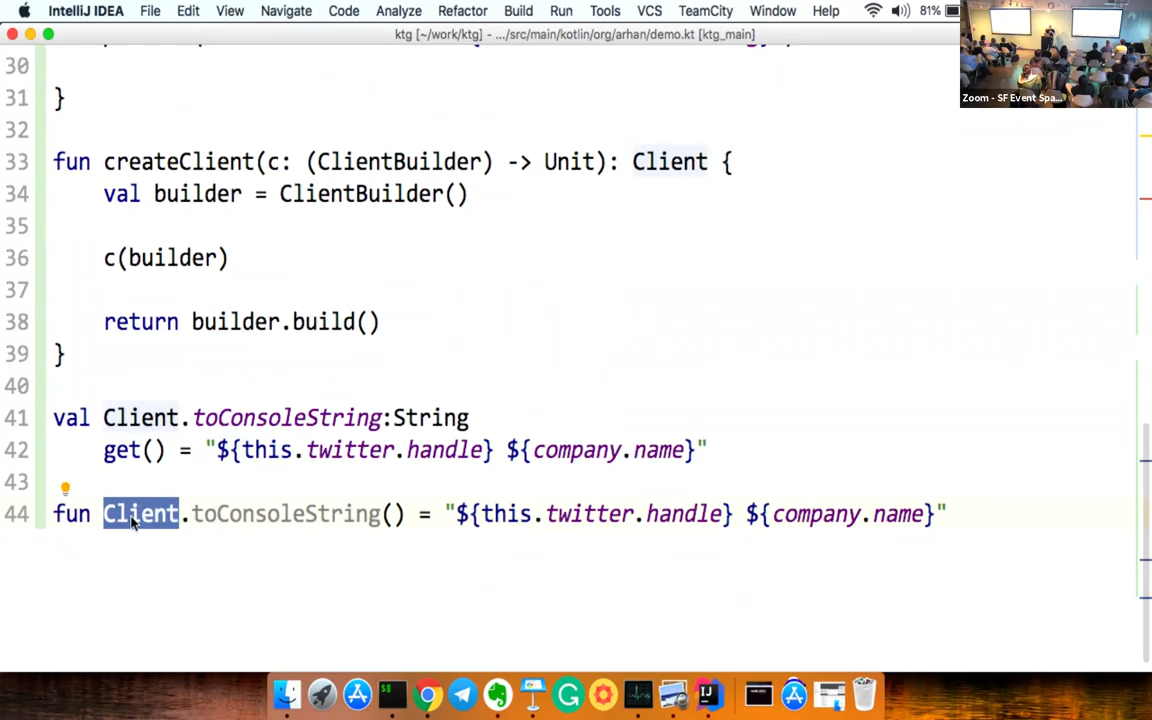 IntelliJ IDEA File Edit View Navigate Code Analyze Refactor Build Run Tools VCS TeamCity Window Help 81%
ktg [~/work/ktg] - .../src/main/kotlin/org/arhan/demo.kt [ktg_main]
Zoom - SF Event Spa...
30
31 }
32
33 fun createClient(c: (ClientBuilder) -> Unit): Client {
34 val builder = ClientBuilder()
35
36 c(builder)
37
38 return builder.build()
39 }
40
41 val Client.toConsoleString:String
42 get() = "${this.twitter.handle} ${company.name}"
43
44 fun Client.toConsoleString() = "${this.twitter.handle} ${company.name}"